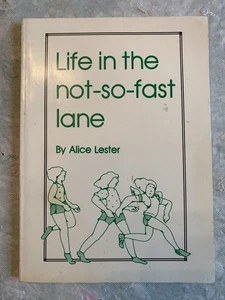 Life in the
not-so-fast
lane
By Alice Lester